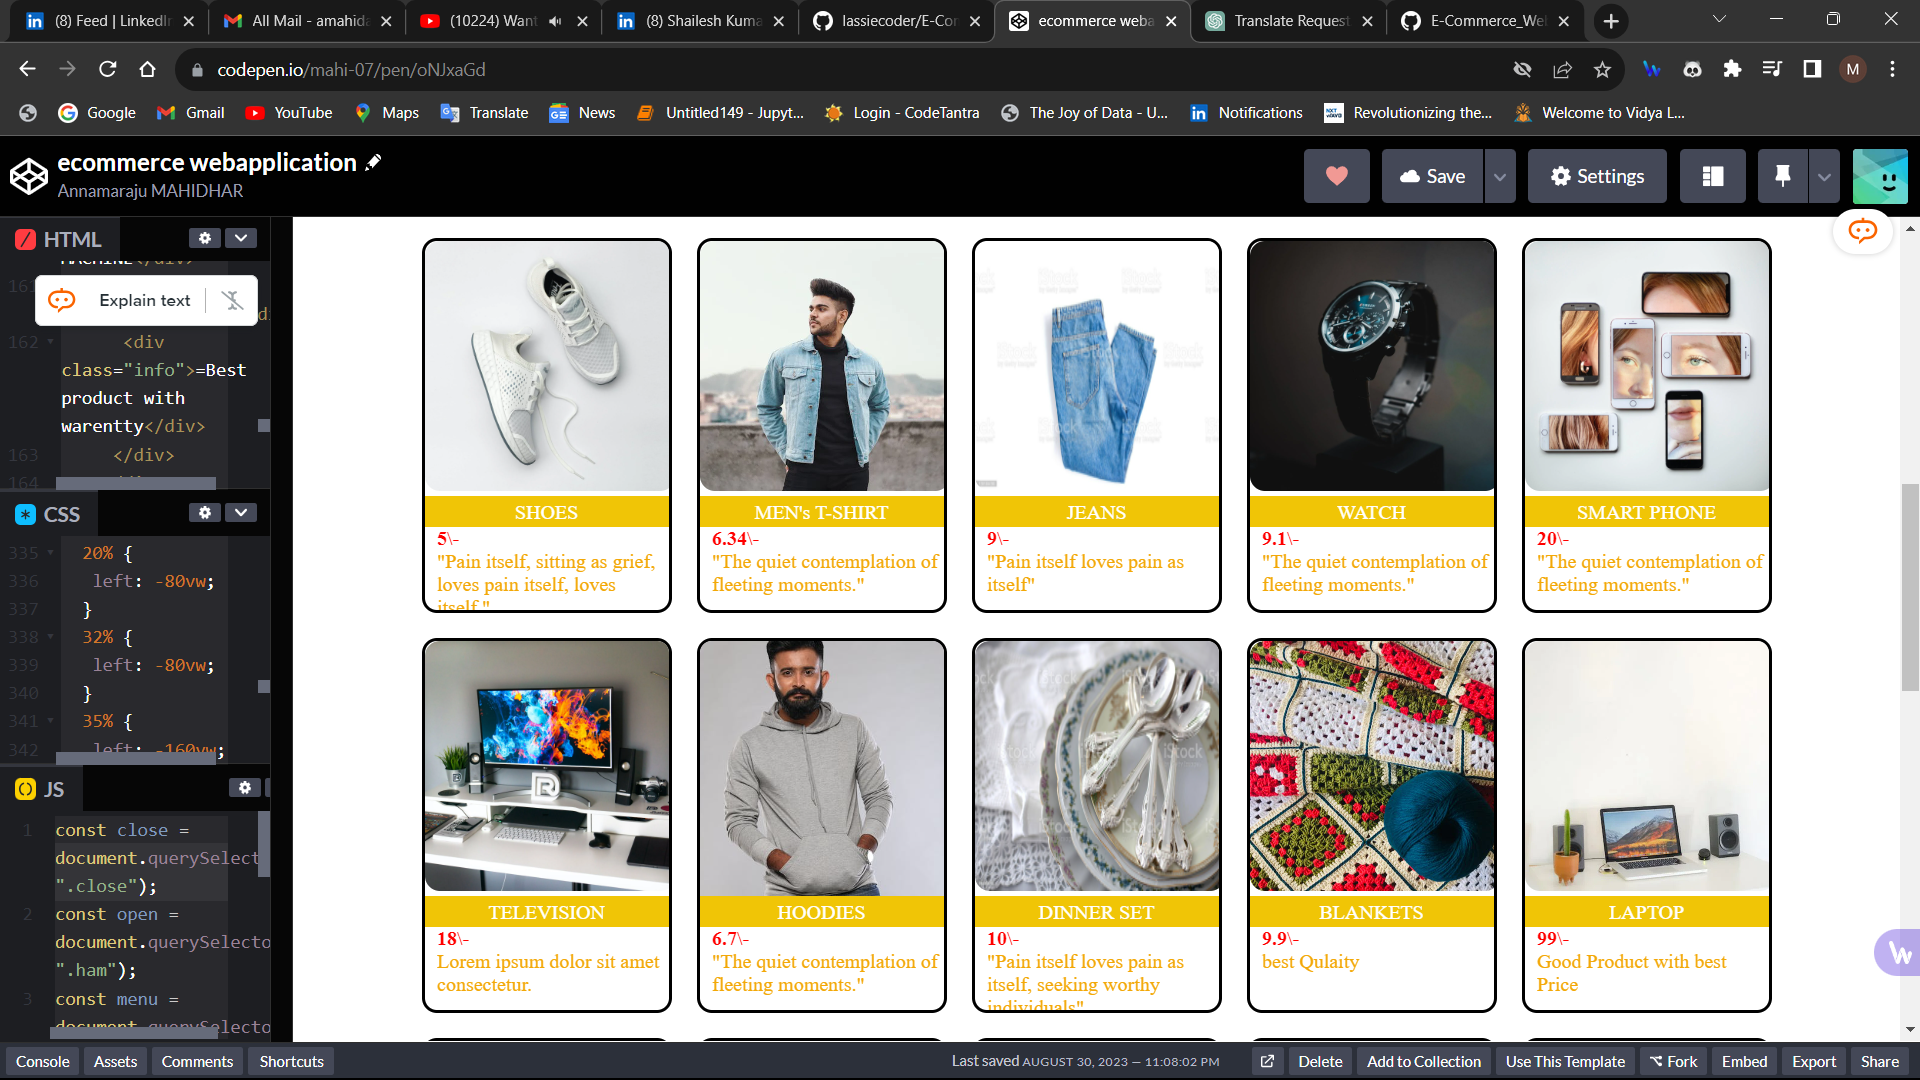 (8) Feed | LinkedIn
All Mail - amahida
(10224) Want
(8) Shailesh Kuma
lassiecoder/E-Co
ecommerce weba
Translate Request
E-Commerce_We
codepen.io/mahi-07/pen/oNJxaGd
M
Google
Gmail
YouTube
Maps
Translate
News
Untitled149 - Jupyt...
Login - CodeTantra
The Joy of Data - U...
Notifications
Revolutionizing the...
Welcome to Vidya L...
ecommerce webapplication
Annamaraju MAHIDHAR
Save
Settings
HTML
Explain text
162 <div
class="info">=Best
product with
warentty</div>
163 </div>
164
CSS
335 20% {
336 left: -80vw;
337 }
338 32% {
339 left: -80vw;
340 }
341 35% {
342 left: -160vw;
JS
1 const close =
document.querySelect
".close");
2 const open =
document.querySelecto
".ham");
3 const menu =
document.querySelecto
SHOES
5\-
"Pain itself, sitting as grief,
loves pain itself, loves
itself."
MEN's T-SHIRT
6.34\-
"The quiet contemplation of
fleeting moments."
JEANS
9\-
"Pain itself loves pain as
itself"
WATCH
9.1\-
"The quiet contemplation of
fleeting moments."
SMART PHONE
20\-
"The quiet contemplation of
fleeting moments."
TELEVISION
18\-
Lorem ipsum dolor sit amet
consectetur.
HOODIES
6.7\-
"The quiet contemplation of
fleeting moments."
iStock
DINNER SET
10\-
"Pain itself loves pain as
itself, seeking worthy
individuals"
BLANKETS
9.9\-
best Qulaity
LAPTOP
99\-
Good Product with best
Price
Console
Assets
Comments
Shortcuts
Last saved AUGUST 30, 2023 — 11:08:02 PM
Delete
Add to Collection
Use This Template
Fork
Embed
Export
Share